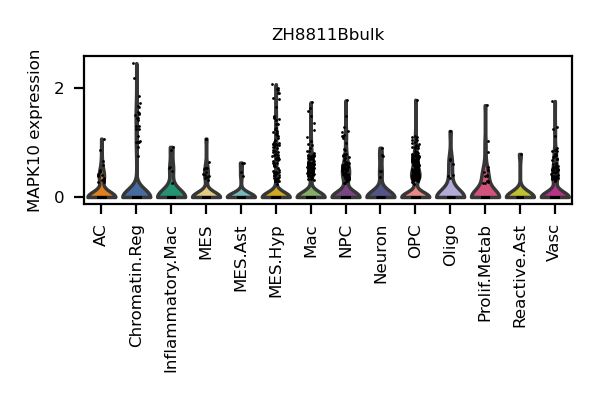 ZH8811Bbulk
MAPK10 expression
2
0
AC
Chromatin.Reg
Inflammatory.Mac
MES
MES.Ast
MES.Hyp
Mac
NPC
Neuron
OPC
Oligo
Prolif.Metab
Reactive.Ast
Vasc